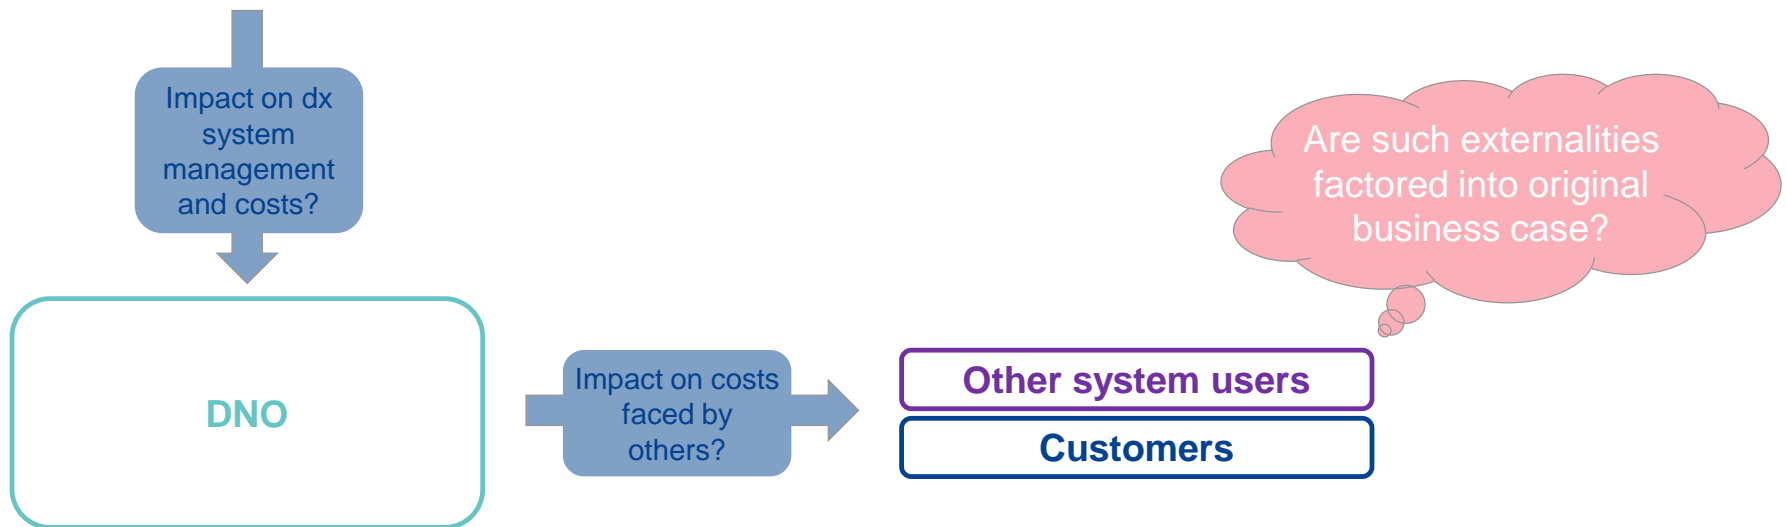 Impact on dx
system
management
and costs?
Are such externalities
factored into original
business case?
DNO
Impact on costs
faced by
others?
Other system users
Customers